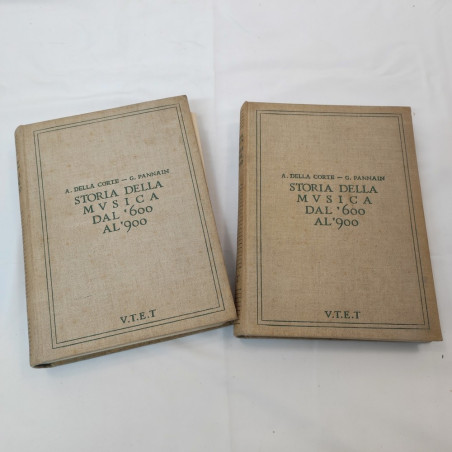 A. DELLA CORTE — G. PANNAIN
STORIA DELLA
MVSICA
DAL '600
AL '900
V.T.E.T
A. DELLA CORTE — G. PANNAIN
STORIA DELLA
MVSICA
DAL '600
AL '900
V.T.E.T